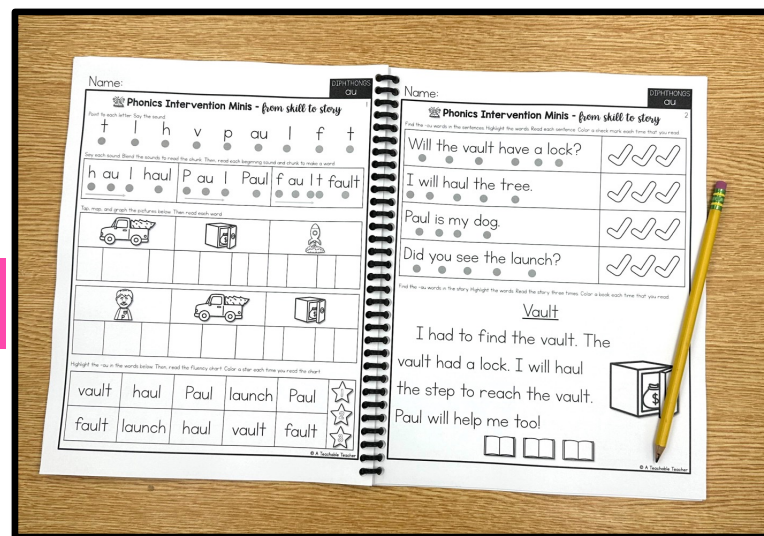 Name:
DIPHTHONGS
au
Phonics Intervention Minis - from skill to story
1
Point to each letter. Say the sound.
t l h v p au l f t
Say each sound. Blend the sounds to read the chunk. Then, read each beginning sound and chunk to make a word.
h au l haul P au l Paul f au l t fault
Tap, map, and graph the pictures below. Then read each word.
Highlight the -au in the words below. Then, read the fluency chart. Color a star each time you read the chart.
vault haul Paul launch Paul
fault launch haul vault fault
© A Teachable Teacher
Name:
DIPHTHONGS
au
Phonics Intervention Minis - from skill to story
2
Find the -au words in the sentences. Highlight the words. Read each sentence. Color a check mark each time that you read.
Will the vault have a lock?
I will haul the tree.
Paul is my dog.
Did you see the launch?
Find the -au words in the story. Highlight the words. Read the story three times. Color a book each time that you read.
Vault
I had to find the vault. The
vault had a lock. I will haul
the step to reach the vault.
Paul will help me too!
$
© A Teachable Teacher